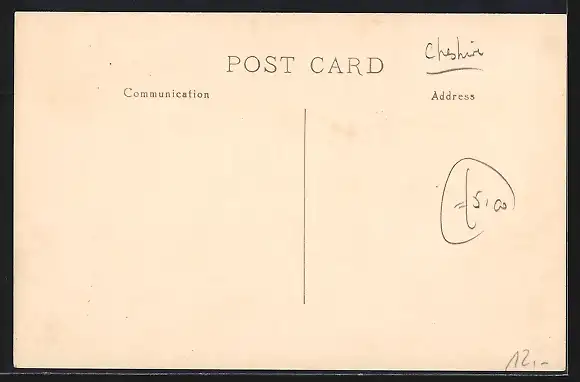 Cheshire
POST CARD
Communication
Address
£5.00
12,-